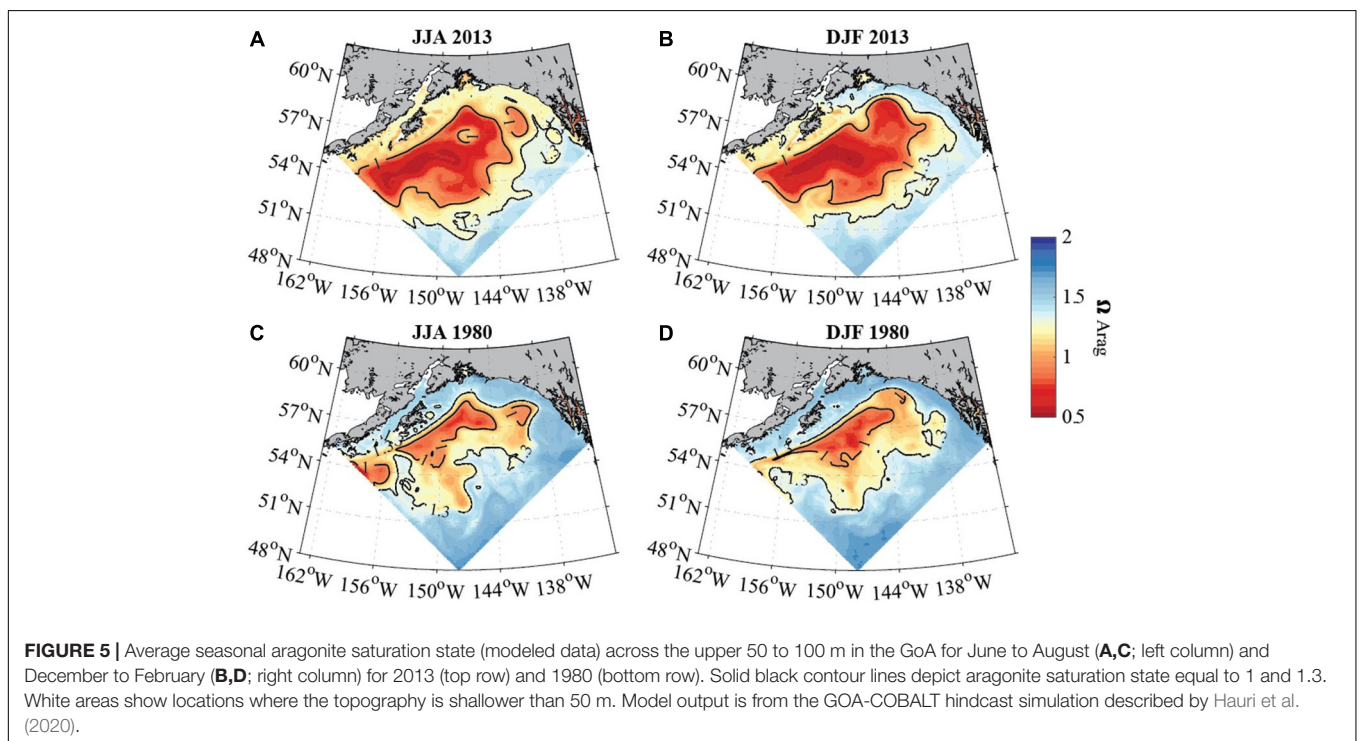 A
JJA 2013
B
DJF 2013
60°N
57°N
54°N
51°N
48°N
162°W 156°W 150°W 144°W 138°W
60°N
57°N
54°N
51°N
48°N
162°W 156°W 150°W 144°W 138°W
C
JJA 1980
D
DJF 1980
60°N
57°N
54°N
51°N
48°N
162°W 156°W 150°W 144°W 138°W
1.3
60°N
57°N
54°N
51°N
48°N
162°W 156°W 150°W 144°W 138°W
1.3
2
1.5
1
0.5
Ω Arag
FIGURE 5 | Average seasonal aragonite saturation state (modeled data) across the upper 50 to 100 m in the GoA for June to August (A,C; left column) and
December to February (B,D; right column) for 2013 (top row) and 1980 (bottom row). Solid black contour lines depict aragonite saturation state equal to 1 and 1.3.
White areas show locations where the topography is shallower than 50 m. Model output is from the GOA-COBALT hindcast simulation described by Hauri et al.
(2020).